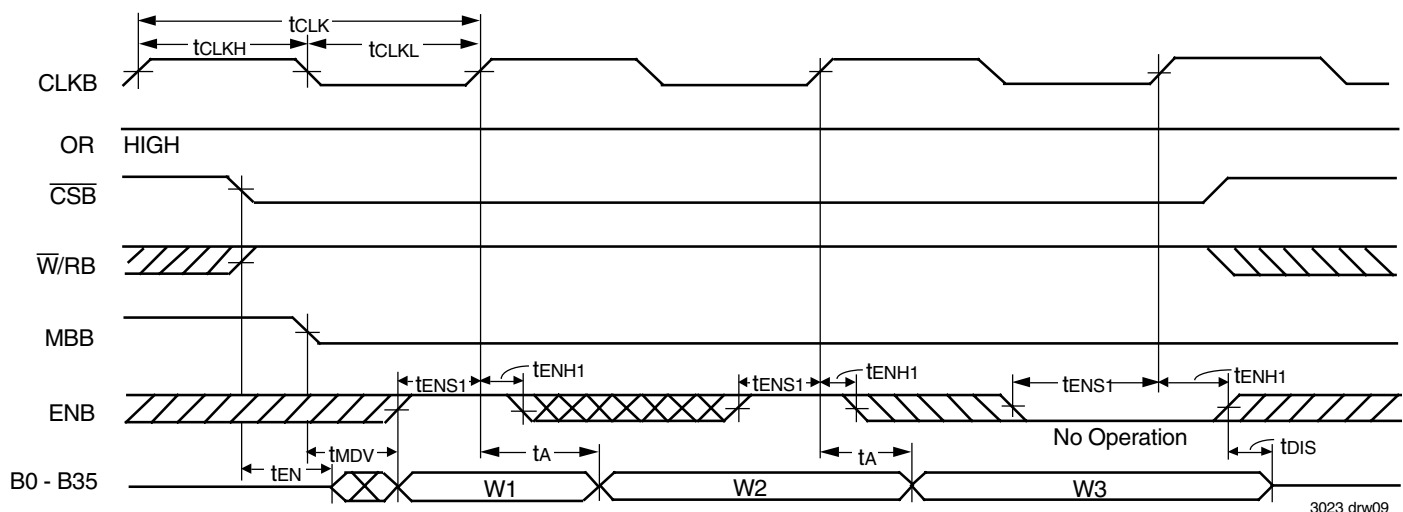 tCLK
tCLKH tCLKL
CLKB
OR HIGH
CSB
W/RB
MBB
tENS1 tENH1 tENS1 tENH1 tENS1 tENH1
ENB
No Operation
tMDV tA tA tDIS
tEN
B0 - B35 W1 W2 W3
3023 drw09